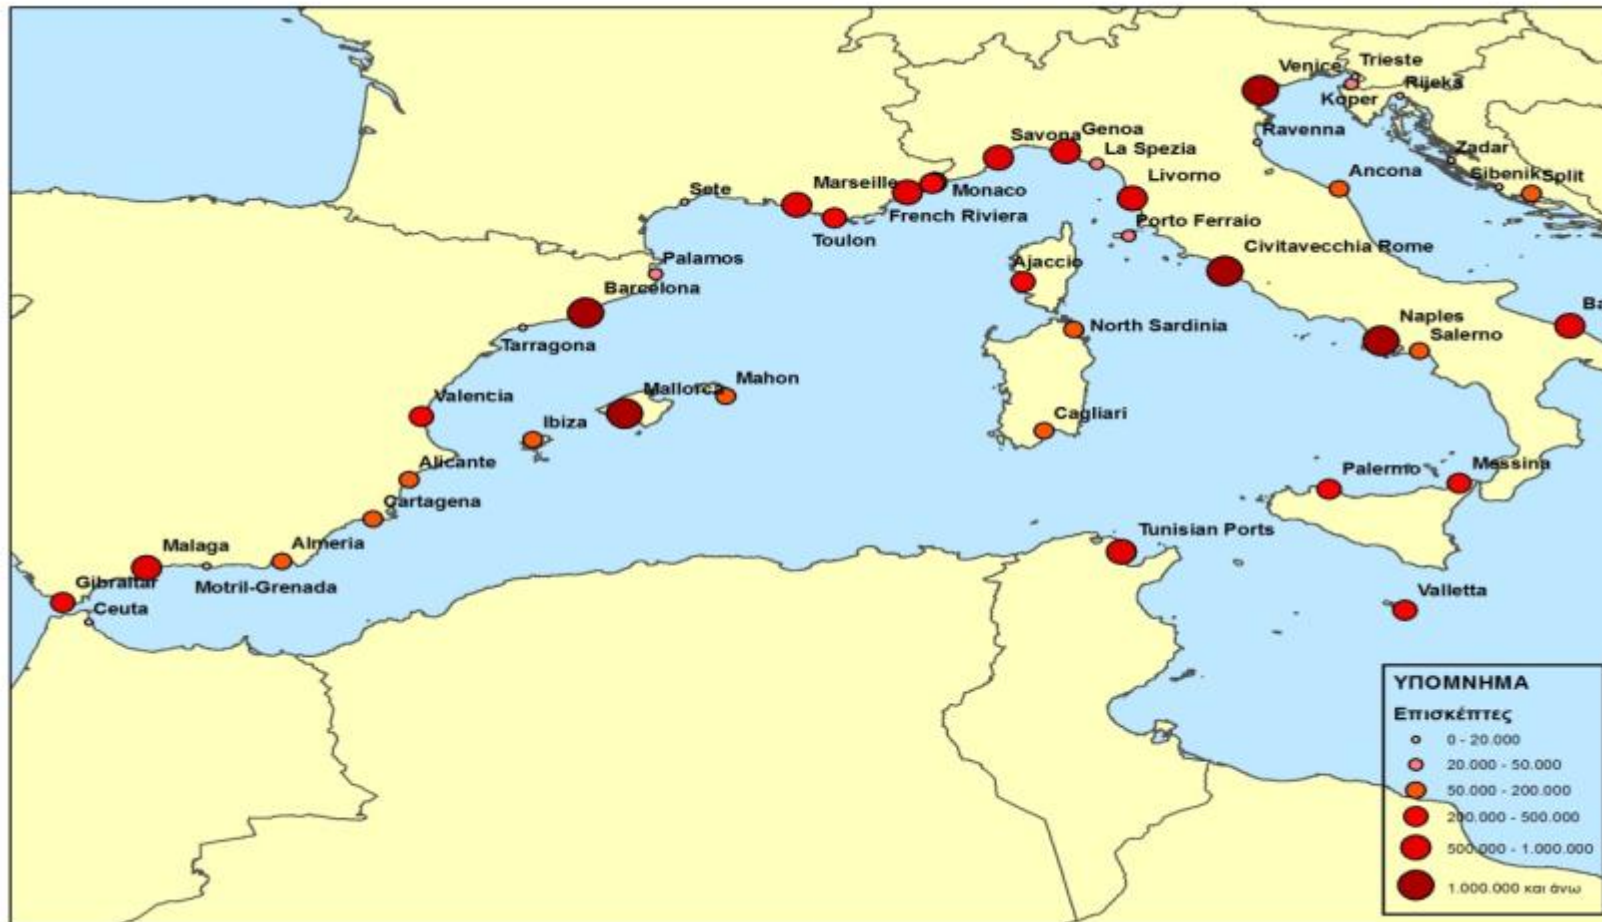 Venice
Trieste
Rijeka
Koper
Ravenna
Savona
Genoa
La Spezia
Zadar
Ancona
Sibenik
Split
Marseille
Monaco
Livorno
Sete
French Riviera
Toulon
Porto Ferraio
Civitavecchia Rome
Palamos
Ajaccio
Barcelona
Ba
Naples
North Sardinia
Salerno
Tarragona
Mahon
Mallorca
Valencia
Ibiza
Cagliari
Alicante
Palermo
Messina
Cartagena
Tunisian Ports
Malaga
Almeria
Gibraltar
Motril-Grenada
Ceuta
Valletta
ΥΠΟΜΝΗΜΑ
Επισκέπτες
0 - 20.000
20.000 - 50.000
50.000 - 200.000
200.000 - 500.000
500.000 - 1.000.000
1.000.000 και άνω